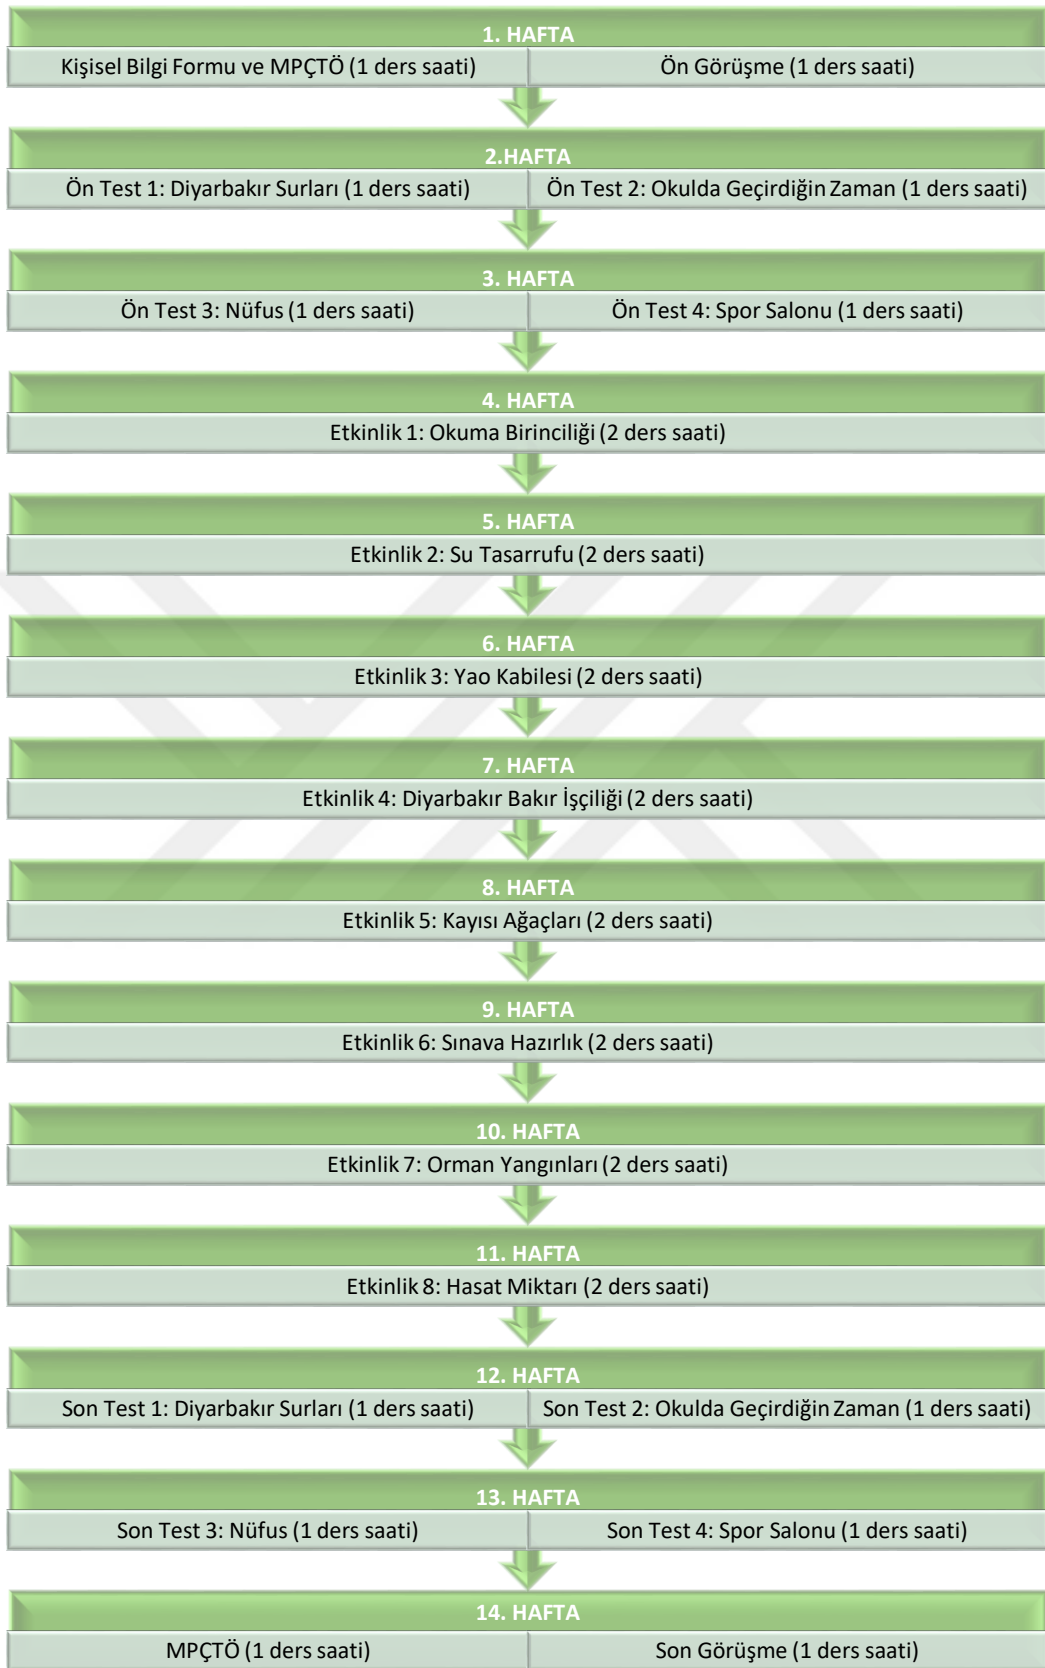 1. HAFTA
Kişisel Bilgi Formu ve MPÇTÖ (1 ders saati)
Ön Görüşme (1 ders saati)
2.HAFTA
Ön Test 1: Diyarbakır Surları (1 ders saati)
Ön Test 2: Okulda Geçirdiğin Zaman (1 ders saati)
3. HAFTA
Ön Test 3: Nüfus (1 ders saati)
Ön Test 4: Spor Salonu (1 ders saati)
4. HAFTA
Etkinlik 1: Okuma Birinciliği (2 ders saati)
5. HAFTA
Etkinlik 2: Su Tasarrufu (2 ders saati)
6. HAFTA
Etkinlik 3: Yao Kabilesi (2 ders saati)
7. HAFTA
Etkinlik 4: Diyarbakır Bakır İşçiliği (2 ders saati)
8. HAFTA
Etkinlik 5: Kayısı Ağaçları (2 ders saati)
9. HAFTA
Etkinlik 6: Sınava Hazırlık (2 ders saati)
10. HAFTA
Etkinlik 7: Orman Yangınları (2 ders saati)
11. HAFTA
Etkinlik 8: Hasat Miktarı (2 ders saati)
12. HAFTA
Son Test 1: Diyarbakır Surları (1 ders saati)
Son Test 2: Okulda Geçirdiğin Zaman (1 ders saati)
13. HAFTA
Son Test 3: Nüfus (1 ders saati)
Son Test 4: Spor Salonu (1 ders saati)
14. HAFTA
MPÇTÖ (1 ders saati)
Son Görüşme (1 ders saati)